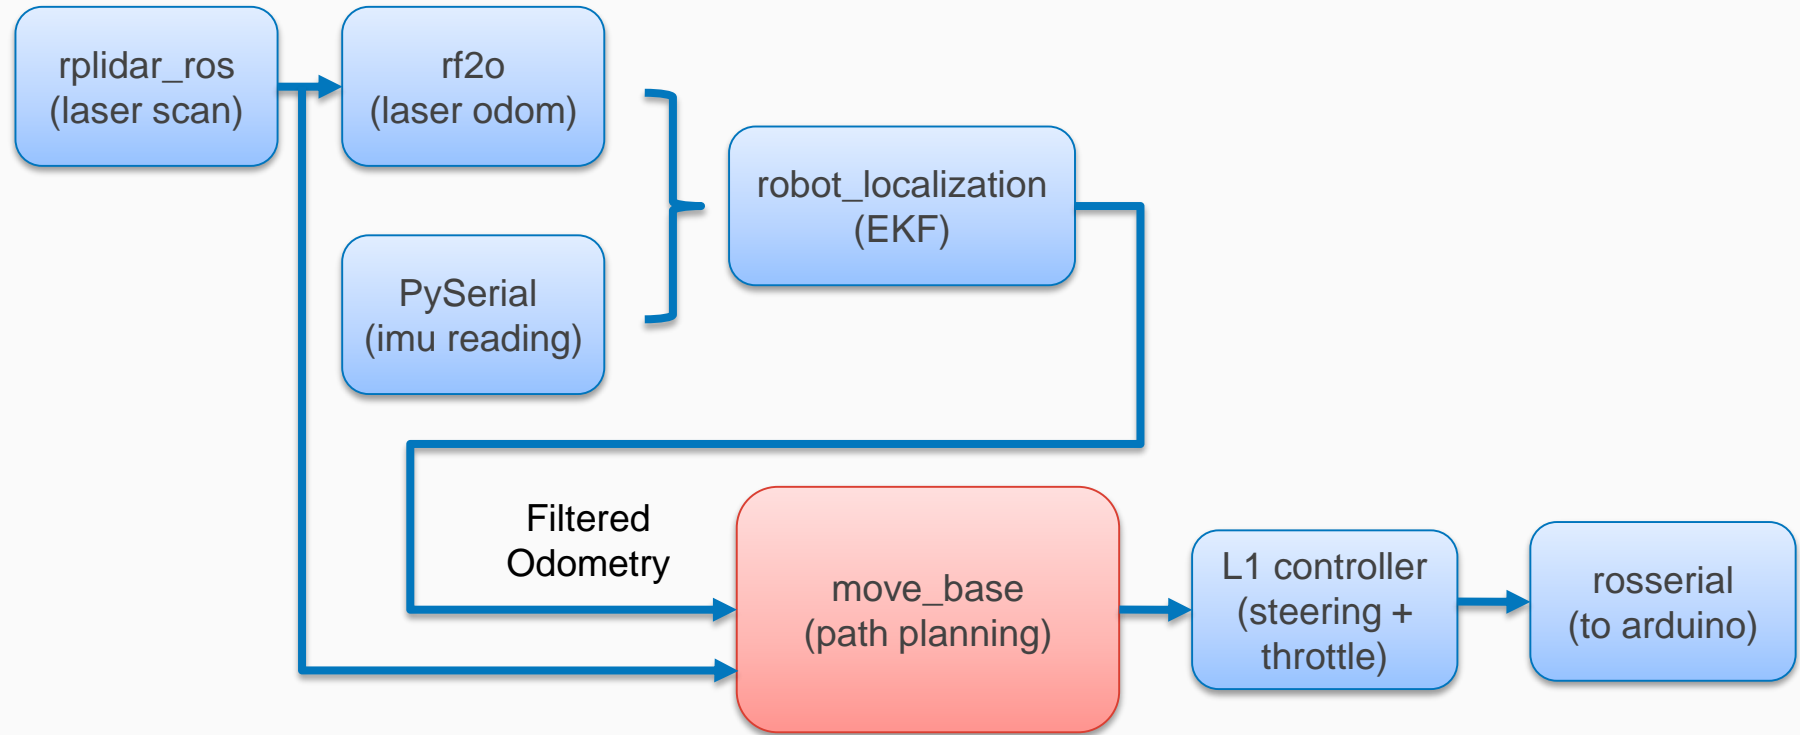 rplidar_ros
(laser scan)
rf2o
(laser odom)
PySerial
(imu reading)
robot_localization
(EKF)
Filtered
Odometry
move_base
(path planning)
L1 controller
(steering +
throttle)
rosserial
(to arduino)